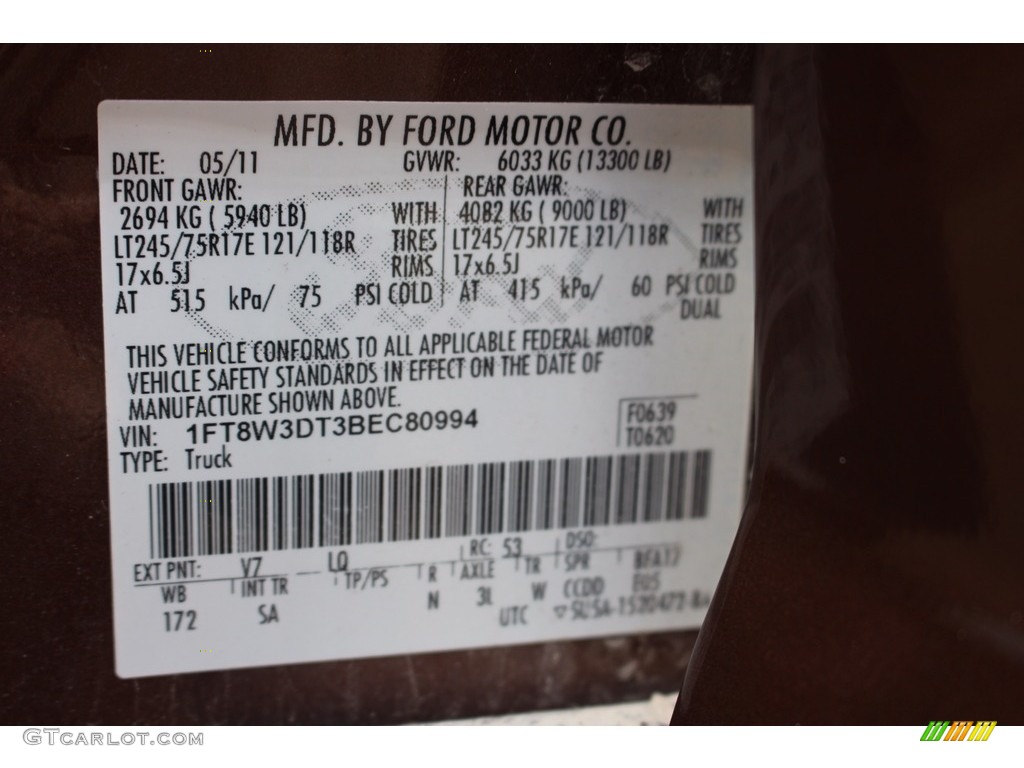 MFD. BY FORD MOTOR CO.
DATE: 05/11 GVWR: 6033 KG (13300 LB)
FRONT GAWR: REAR GAWR:
2694 KG ( 5940 LB) WITH 4082 KG ( 9000 LB) WITH
LT245/75R17E 121/118R TIRES LT245/75R17E 121/118R TIRES
17x6.5J RIMS 17x6.5J RIMS
AT 515 kPa/ 75 PSI COLD AT 415 kPa/ 60 PSI COLD
DUAL
THIS VEHICLE CONFORMS TO ALL APPLICABLE FEDERAL MOTOR
VEHICLE SAFETY STANDARDS IN EFFECT ON THE DATE OF
MANUFACTURE SHOWN ABOVE.
VIN: 1FT8W3DT3BEC80994
F0639
T0620
TYPE: Truck
EXT PNT: V7 LQ RC: 53 DSO:
WB INT TR TP/PS R AXLE TR SPR
172 SA N 3L W CCDD
UTC
GTCARLOT.COM